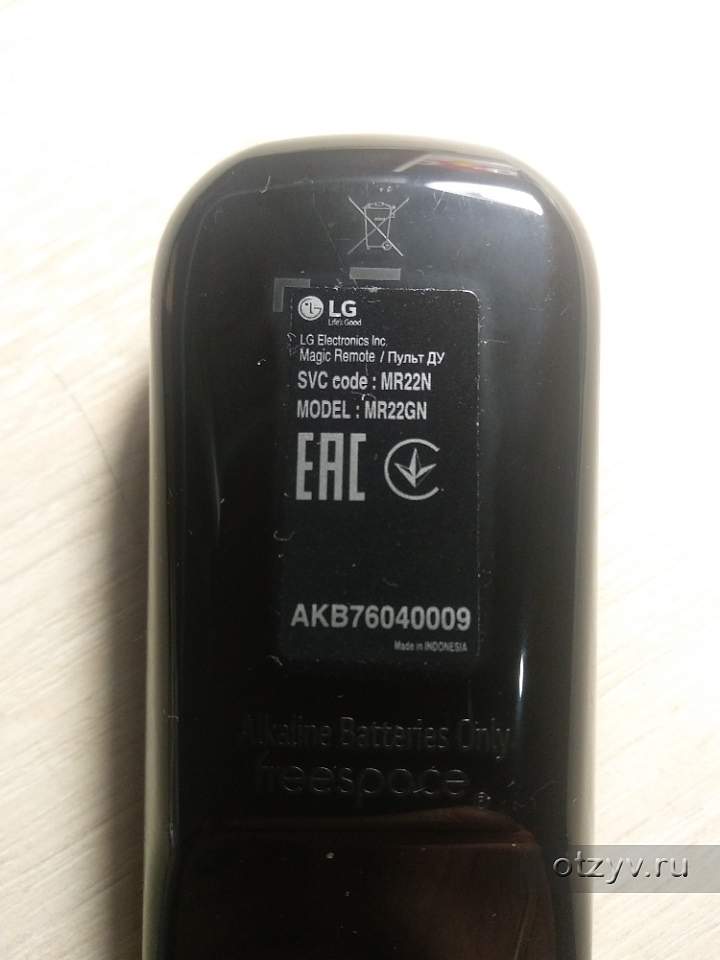 LG
Life's Good
LG Electronics Inc.
Magic Remote / Пульт ДУ
SVC code : MR22N
MODEL : MR22GN
EAC
AKB76040009
Made in INDONESIA
Alkaline Batteries Only
freespace
otzyv.ru